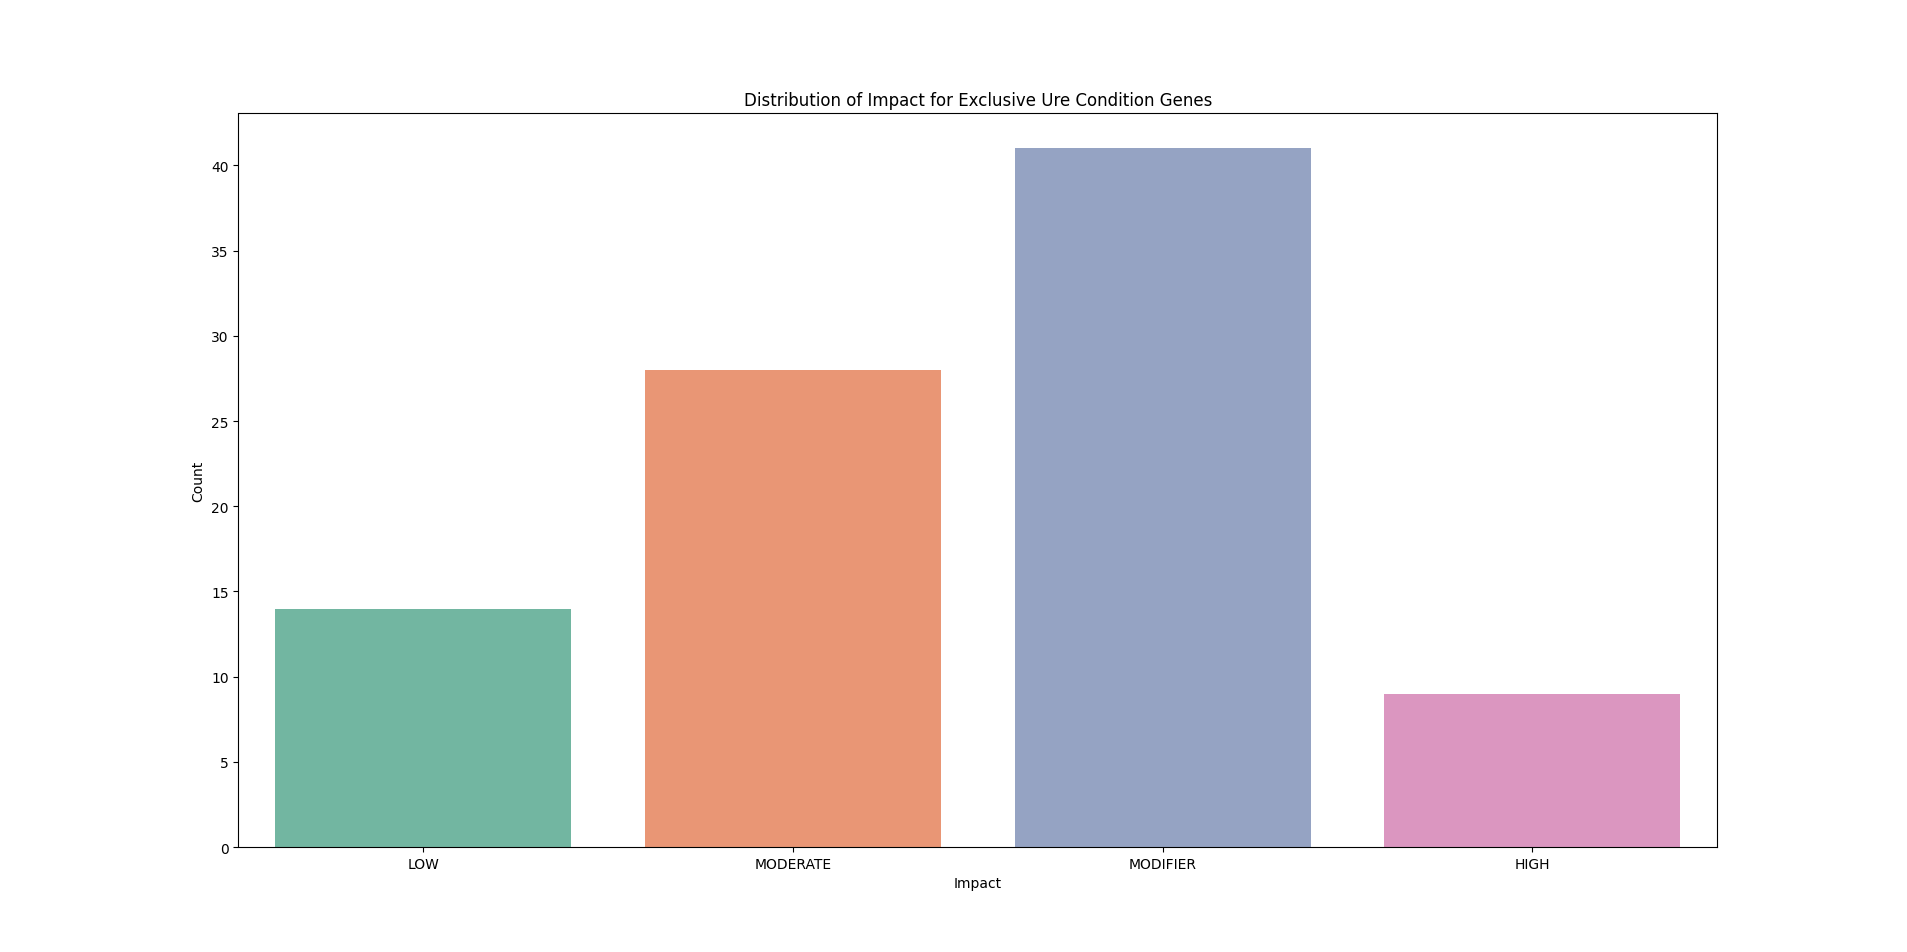 Distribution of Impact for Exclusive Ure Condition Genes
40
35
30
25
20
15
10
5
0
Count
LOW
MODERATE
MODIFIER
HIGH
Impact